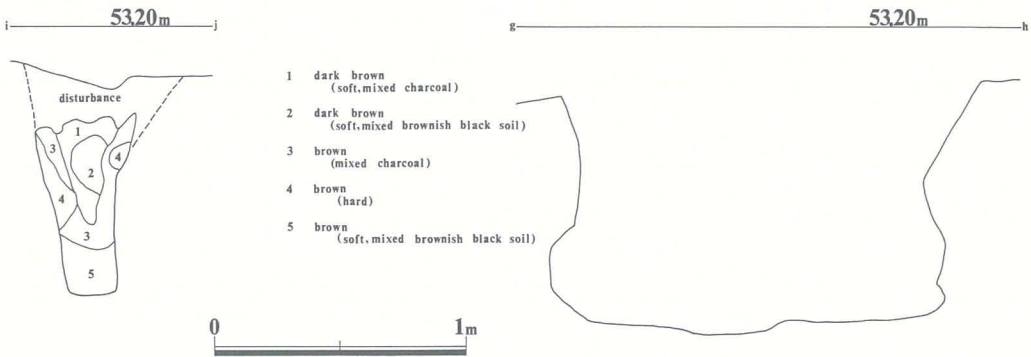 i 53.20m j
g 53.20m h
disturbance
1
3
4
2
4
3
5
1 dark brown
(soft, mixed charcoal)
2 dark brown
(soft, mixed brownish black soil)
3 brown
(mixed charcoal)
4 brown
(hard)
5 brown
(soft, mixed brownish black soil)
0 1m